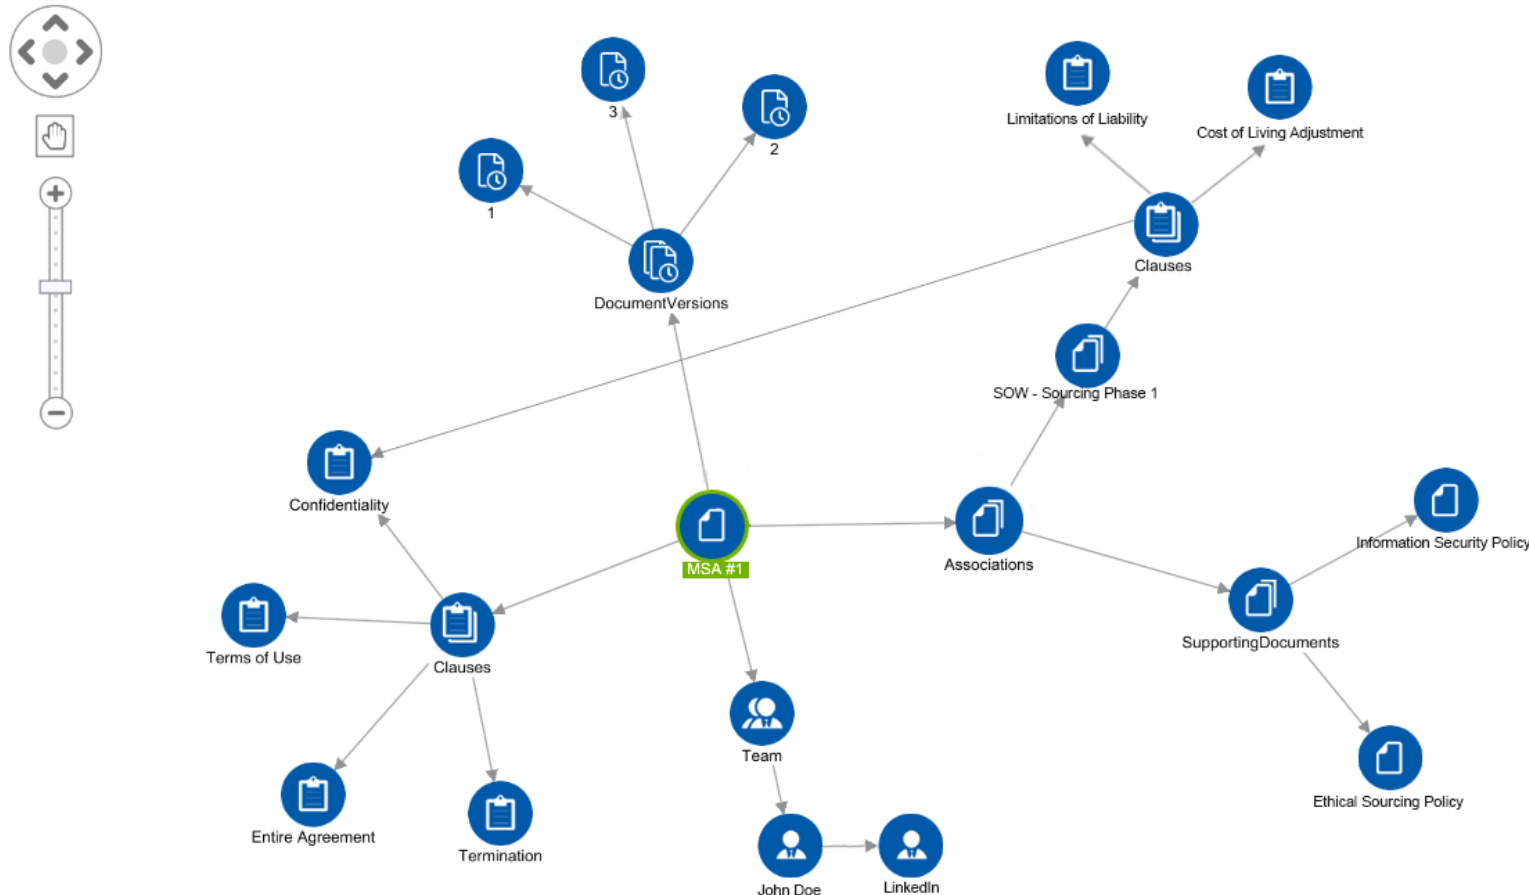 3
2
1
Limitations of Liability
Cost of Living Adjustment
Clauses
DocumentVersions
SOW - Sourcing Phase 1
Confidentiality
MSA #1
Associations
Information Security Policy
SupportingDocuments
Terms of Use
Clauses
Team
Ethical Sourcing Policy
Entire Agreement
Termination
John Doe
LinkedIn